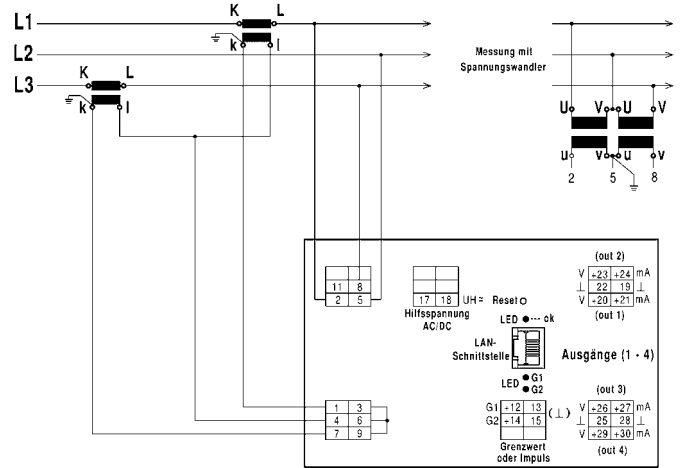 L1 K L
k l
L2
Messung mit
Spannungswandler
L3 K L
k l
U V U V
u v u v
2 5 8
(out 2)
V +23 +24 mA
⊥ 22 19 ⊥
V +20 +21 mA
(out 1)
11 8
2 5
17 18 UH ≂
Hilfsspannung
AC/DC
Reset
LED --- ok
LAN-
Schnittstelle
Ausgänge (1 - 4)
G1
LED G2
1 3
4 6
7 9
G1 +12 13 (⊥)
G2 +14 15
Grenzwert
oder Impuls
(out 3)
V +26 +27 mA
⊥ 25 28 ⊥
V +29 +30 mA
(out 4)